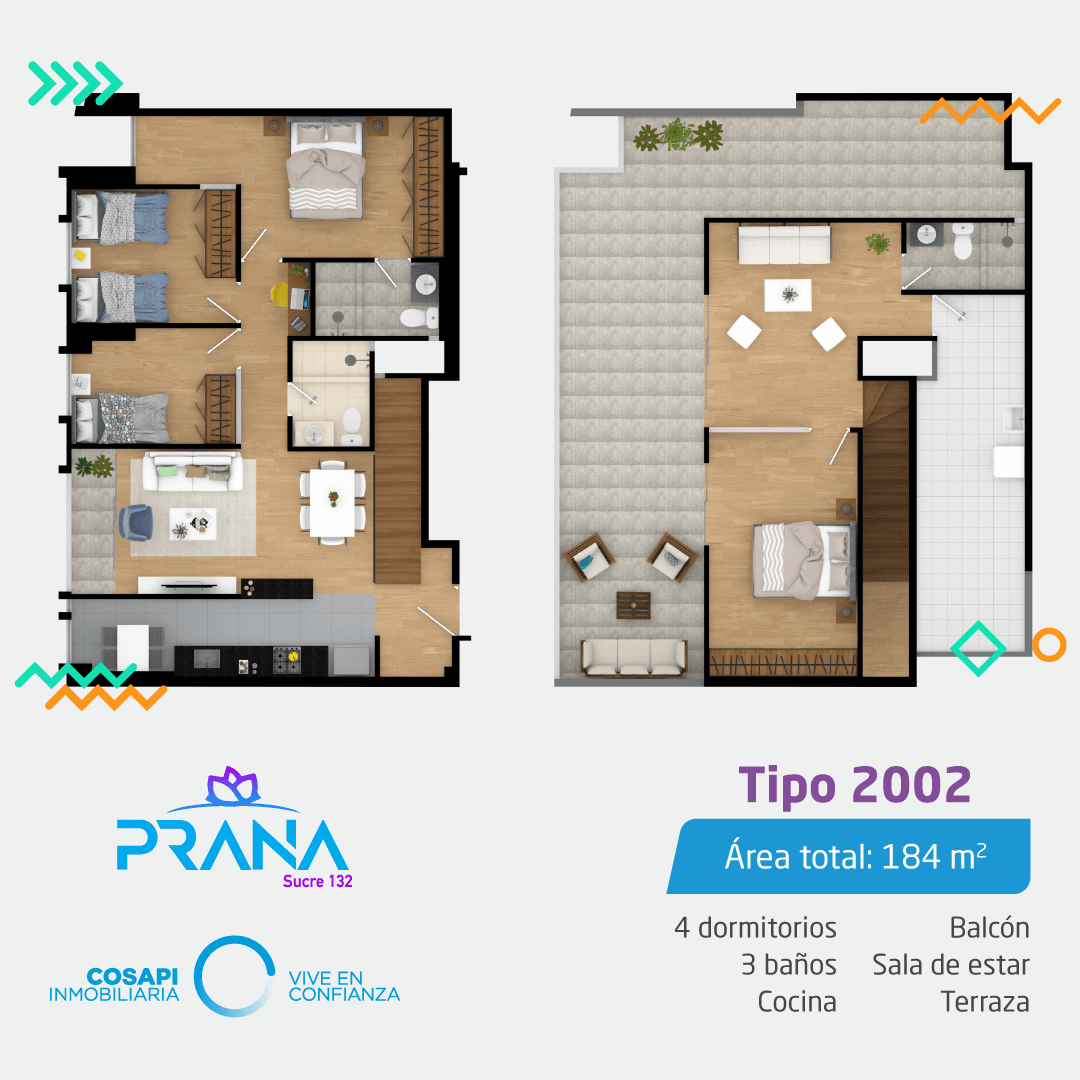 PRANA
Sucre 132
COSAPI
INMOBILIARIA
VIVE EN
CONFIANZA
Tipo 2002
Área total: 184 m²
4 dormitorios
3 baños
Cocina
Balcón
Sala de estar
Terraza